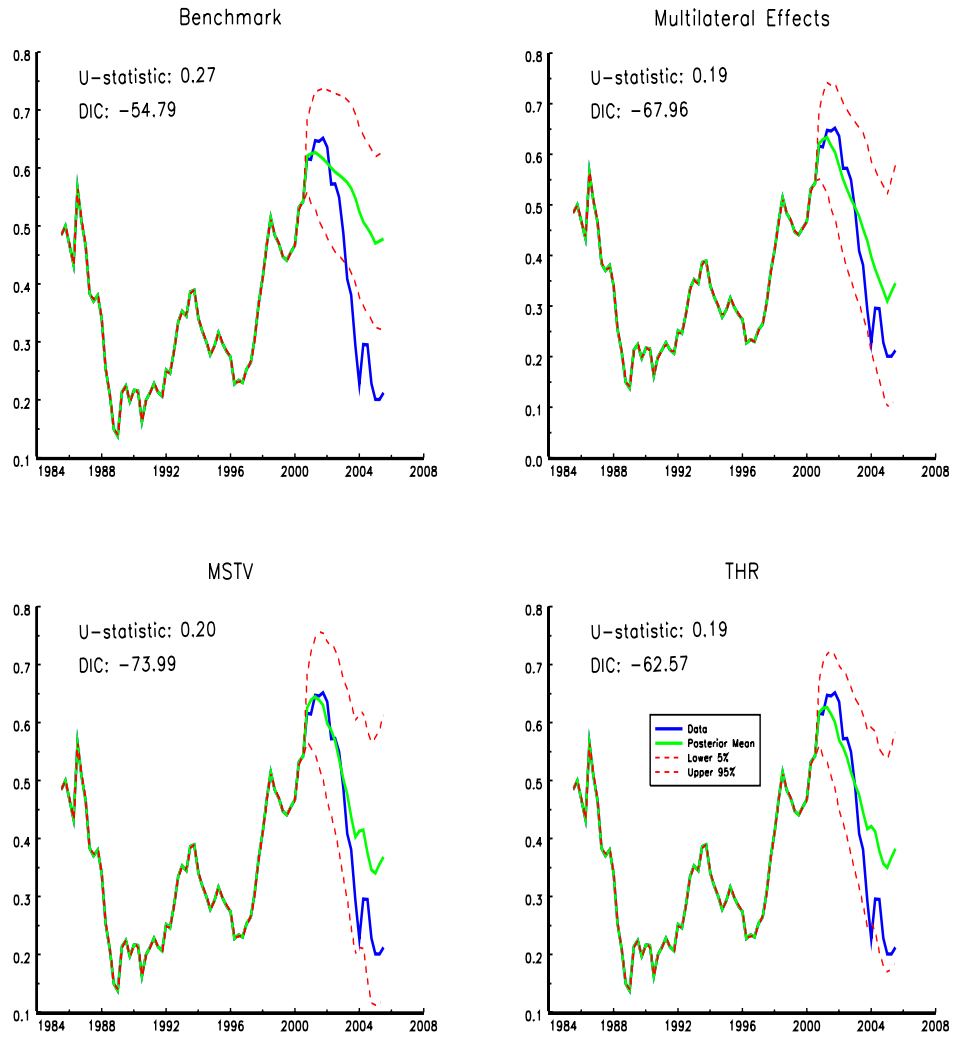 Benchmark
U-statistic: 0.27
DIC: -54.79
0.8
0.7
0.6
0.5
0.4
0.3
0.2
0.1
1984 1988 1992 1996 2000 2004 2008
Multilateral Effects
U-statistic: 0.19
DIC: -67.96
0.8
0.7
0.6
0.5
0.4
0.3
0.2
0.1
0.0
1984 1988 1992 1996 2000 2004 2008
MSTV
U-statistic: 0.20
DIC: -73.99
0.8
0.7
0.6
0.5
0.4
0.3
0.2
0.1
1984 1988 1992 1996 2000 2004 2008
THR
U-statistic: 0.19
DIC: -62.57
0.8
0.7
0.6
0.5
0.4
0.3
0.2
0.1
Data
Posterior Mean
Lower 5%
Upper 95%
1984 1988 1992 1996 2000 2004 2008